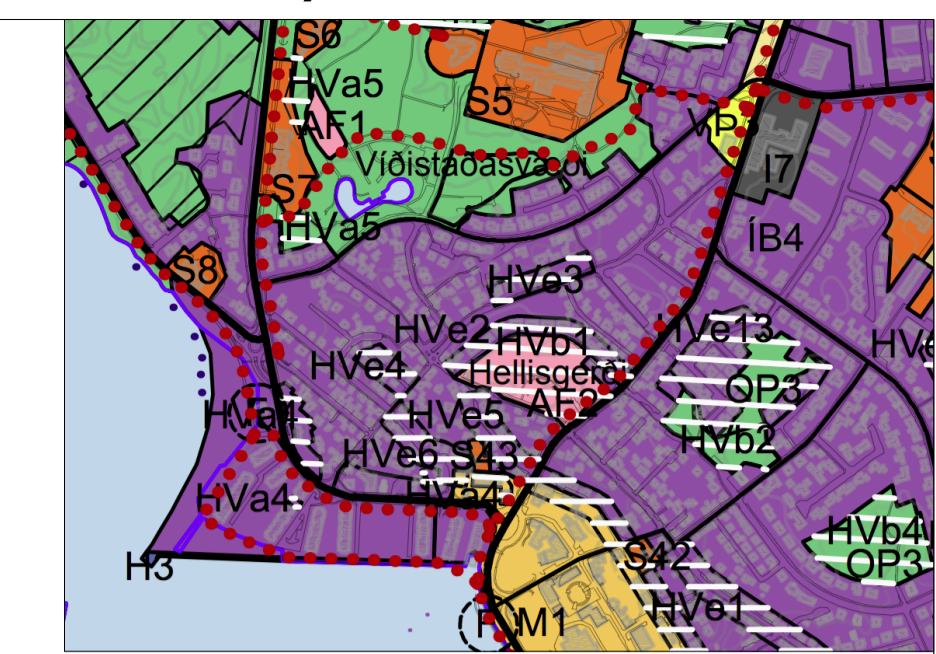 S6
HVa5
S5
AF1
VÞ
Víðistaðasvæði
I7
S7
HVa5
ÍB4
S8
HVe3
HVe2
HVe13
HVb1
HVe4
Hellisgerði
OP3
AF2
HVa4
HVe5
HVb2
HVe6
S43
HVa4
HVa4
HVb4
OP3
H3
S42
HVe1
M1